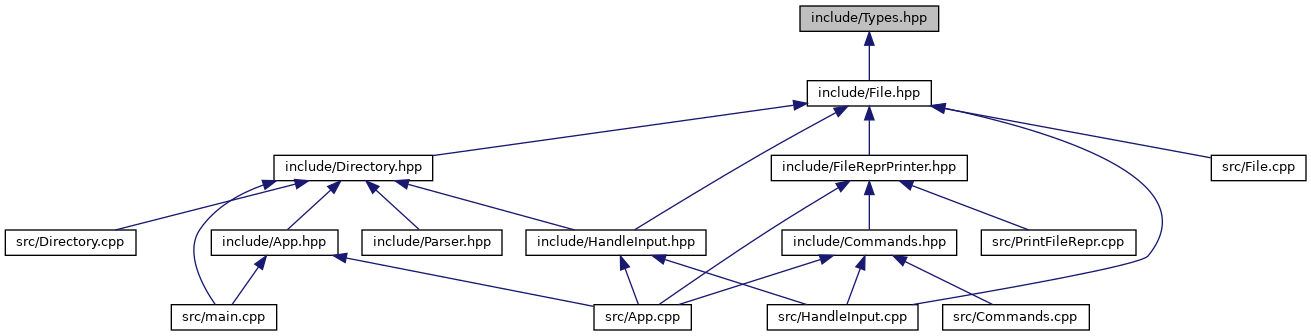 include/Types.hpp
include/File.hpp
include/Directory.hpp
include/FileReprPrinter.hpp
src/File.cpp
src/Directory.cpp
include/App.hpp
include/Parser.hpp
include/HandleInput.hpp
include/Commands.hpp
src/PrintFileRepr.cpp
src/main.cpp
src/App.cpp
src/HandleInput.cpp
src/Commands.cpp